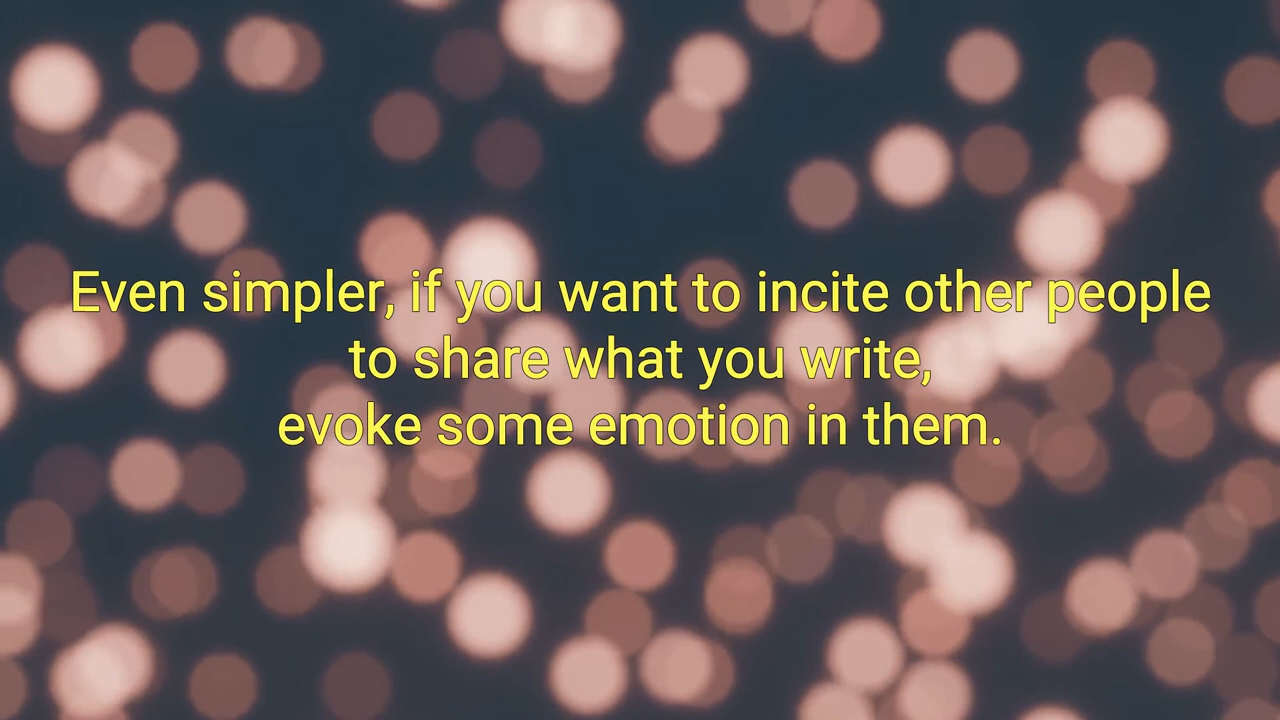 Even simpler, if you want to incite other people
to share what you write,
evoke some emotion in them.